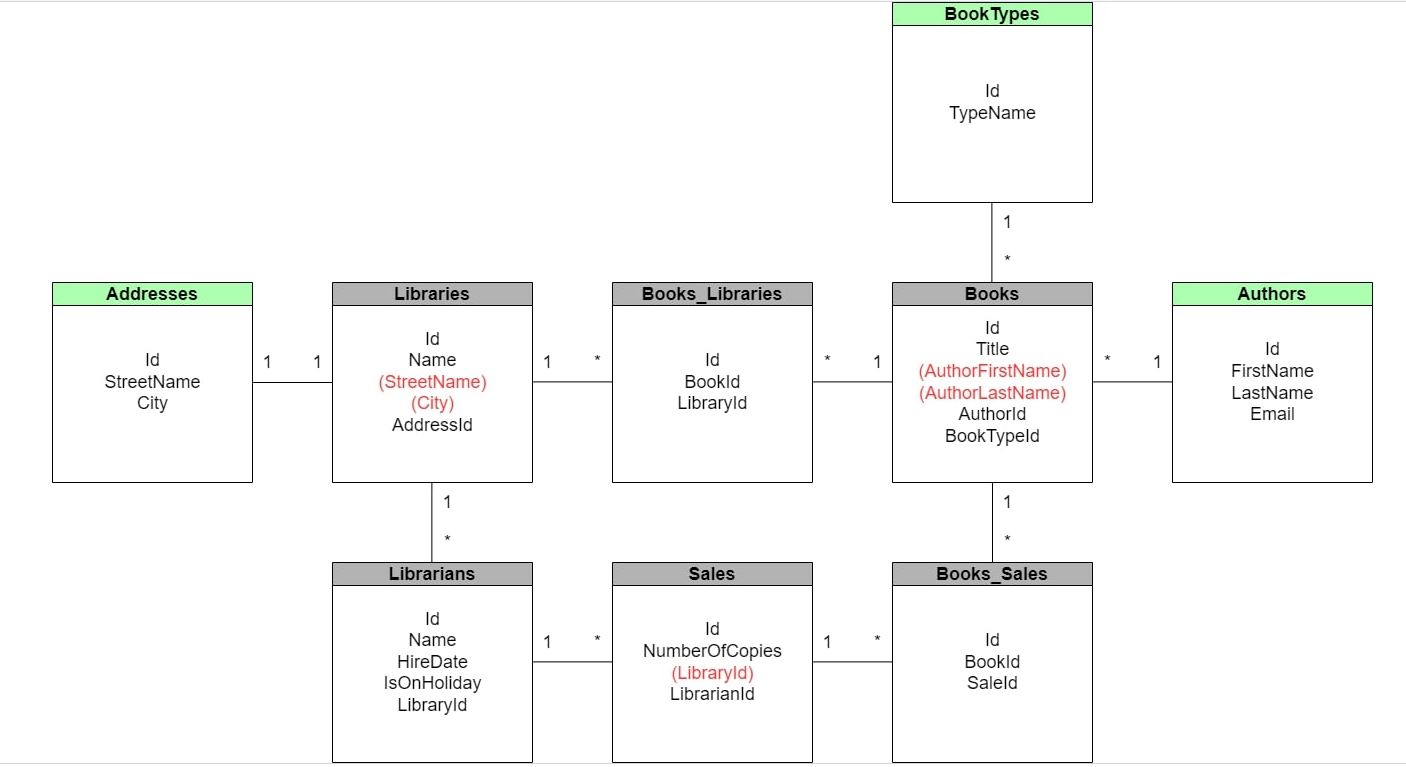 BookTypes
Id
TypeName
1
*
Addresses
Id
StreetName
City
1 1
Libraries
Id
Name
(StreetName)
(City)
AddressId
1 *
Books_Libraries
Id
BookId
LibraryId
* 1
Books
Id
Title
(AuthorFirstName)
(AuthorLastName)
AuthorId
BookTypeId
* 1
Authors
Id
FirstName
LastName
Email
1
*
1
*
Librarians
Id
Name
HireDate
IsOnHoliday
LibraryId
1 *
Sales
Id
NumberOfCopies
(LibraryId)
LibrarianId
1 *
Books_Sales
Id
BookId
SaleId